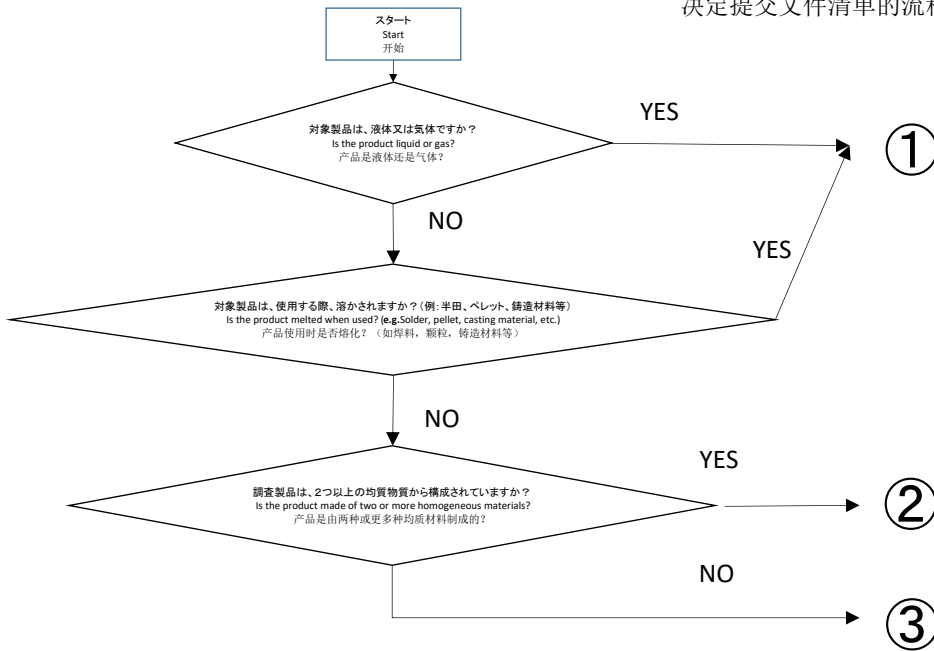 决定提交文件清单的流
スタート
Start
开始
対象製品は、液体又は気体ですか？
Is the product liquid or gas?
产品是液体还是气体？
YES
①
NO
YES
対象製品は、使用する際、溶かされますか？(例：半田、ペレット、鋳造材料等)
Is the product melted when used? (e.g.Solder, pellet, casting material, etc.)
产品使用时是否熔化？（如焊料，颗粒，铸造材料等）
NO
YES
調査製品は、２つ以上の均質物質から構成されていますか？
Is the product made of two or more homogeneous materials?
产品是由两种或更多种均质材料制成的？
②
NO
③